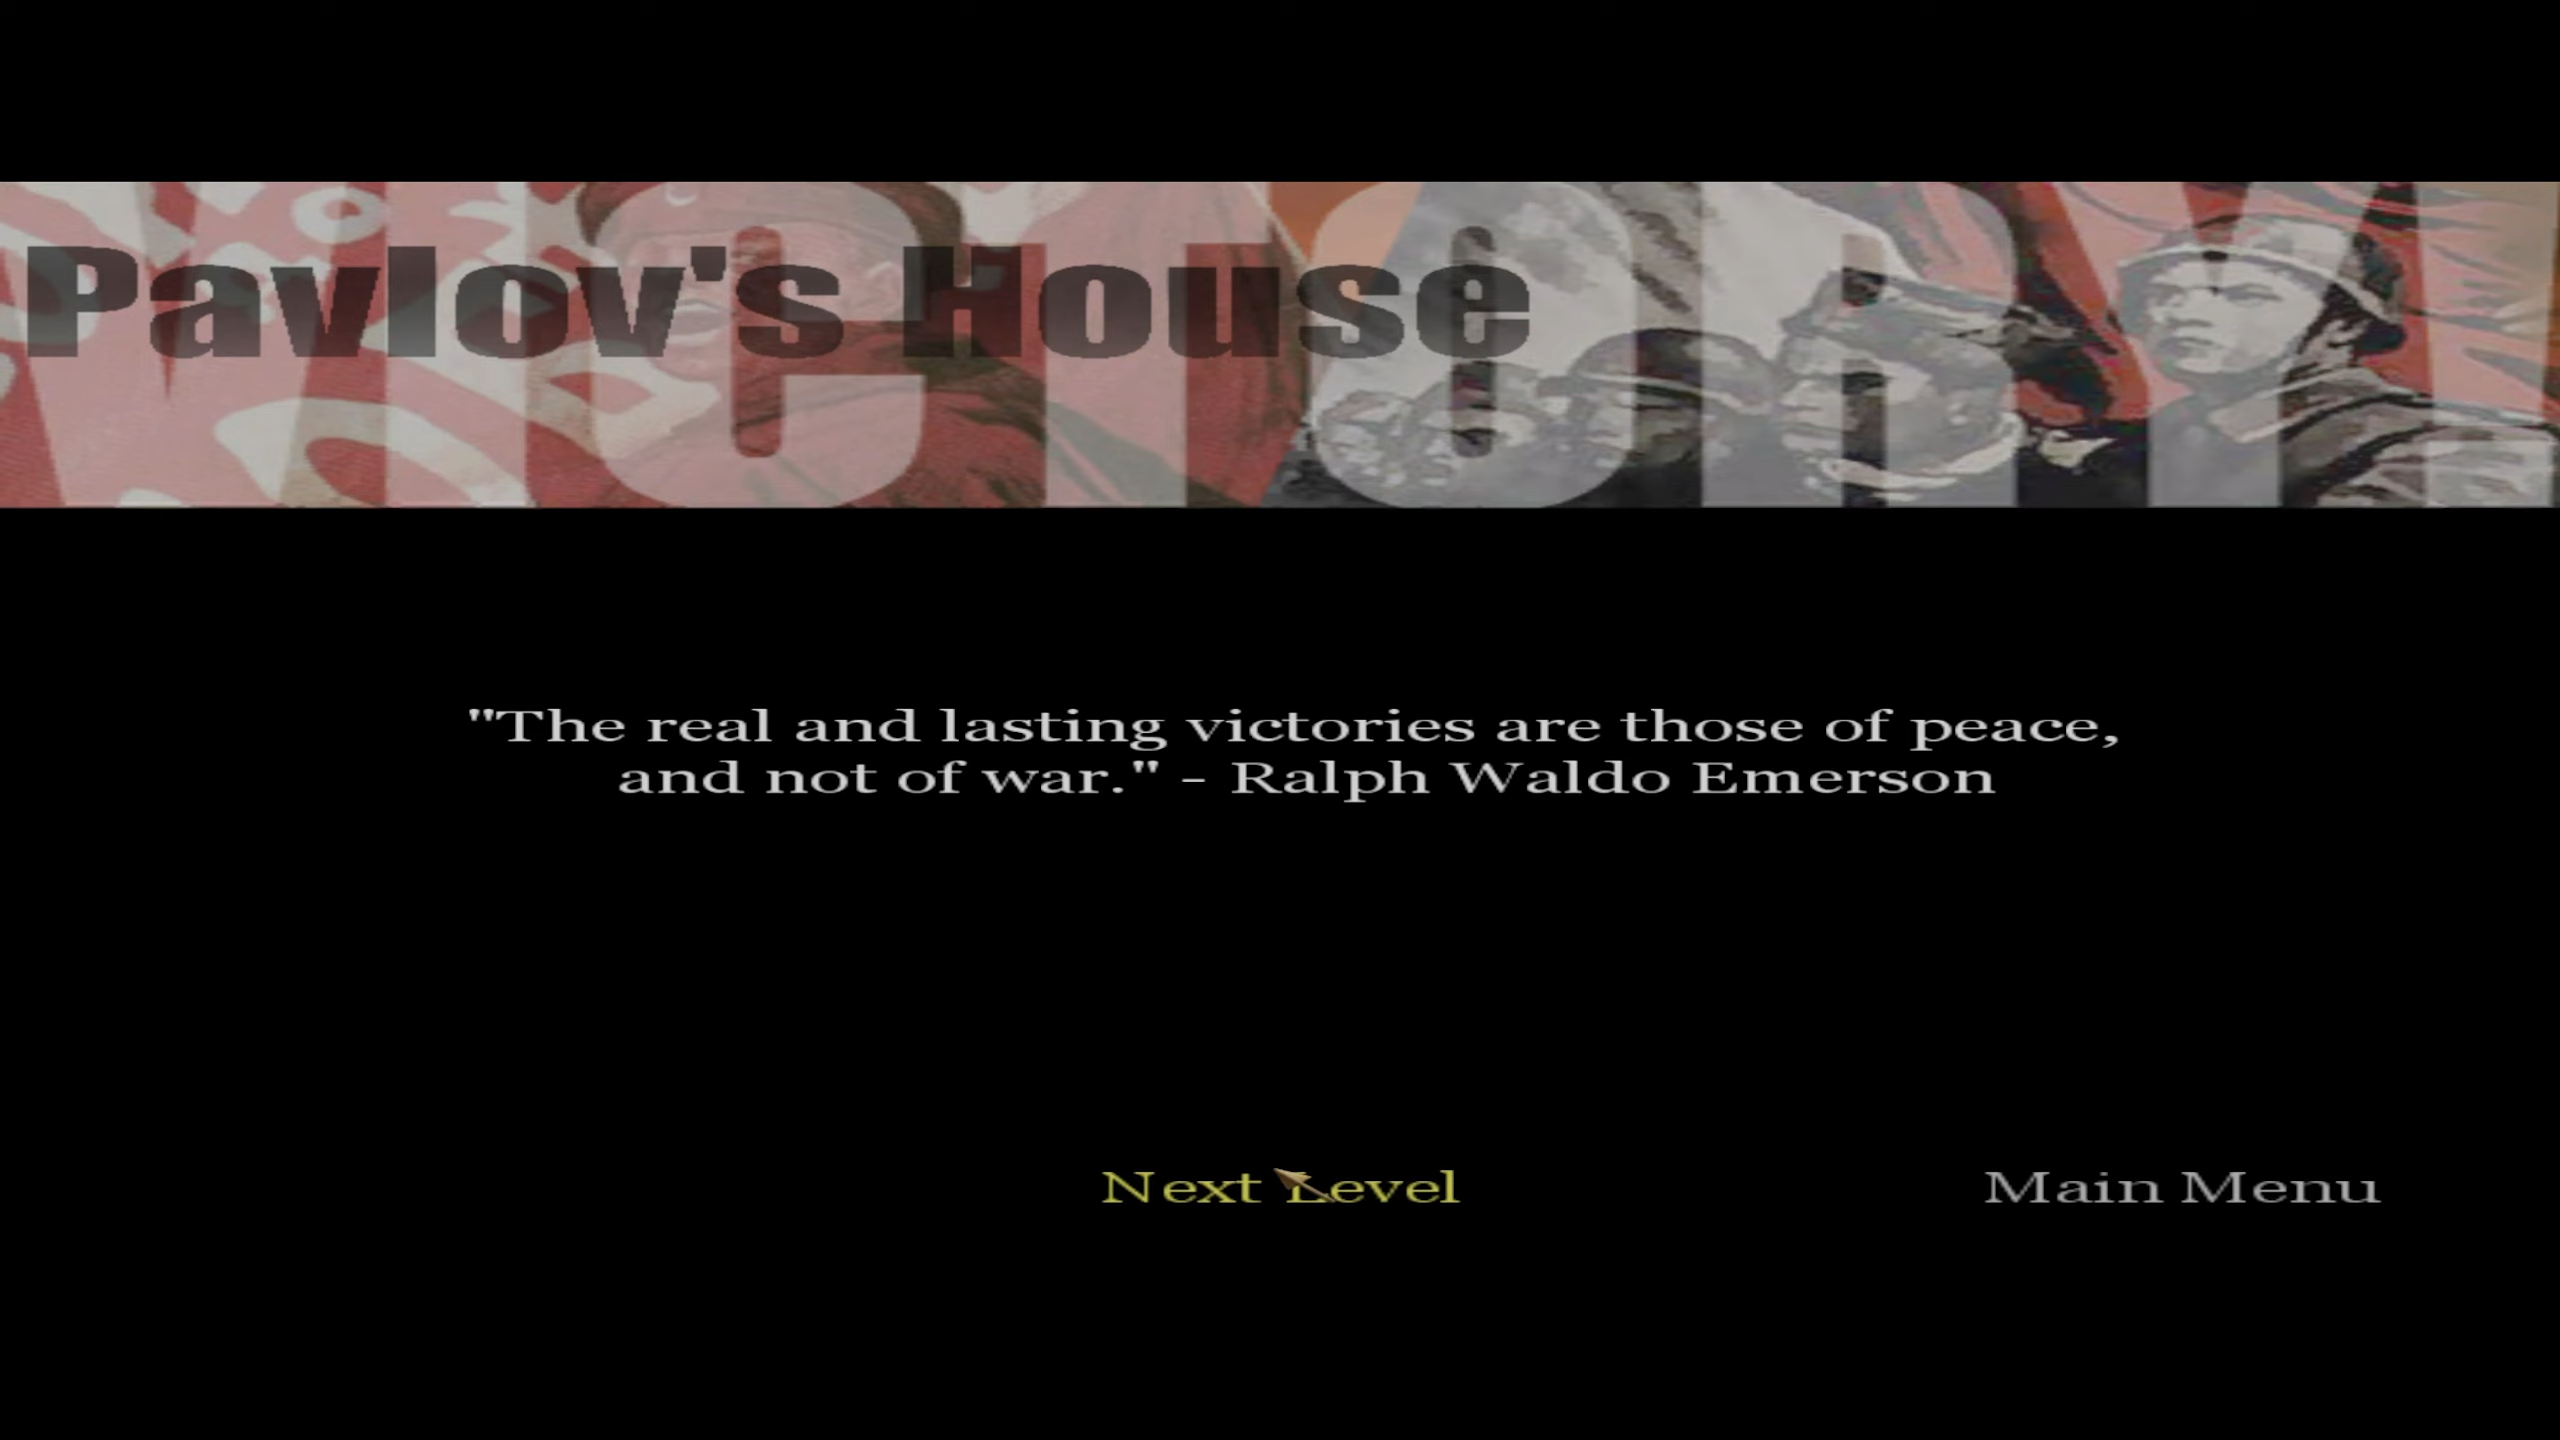 VICTORY
Pavlov's House
"The real and lasting victories are those of peace,
and not of war." - Ralph Waldo Emerson
Next Level
Main Menu